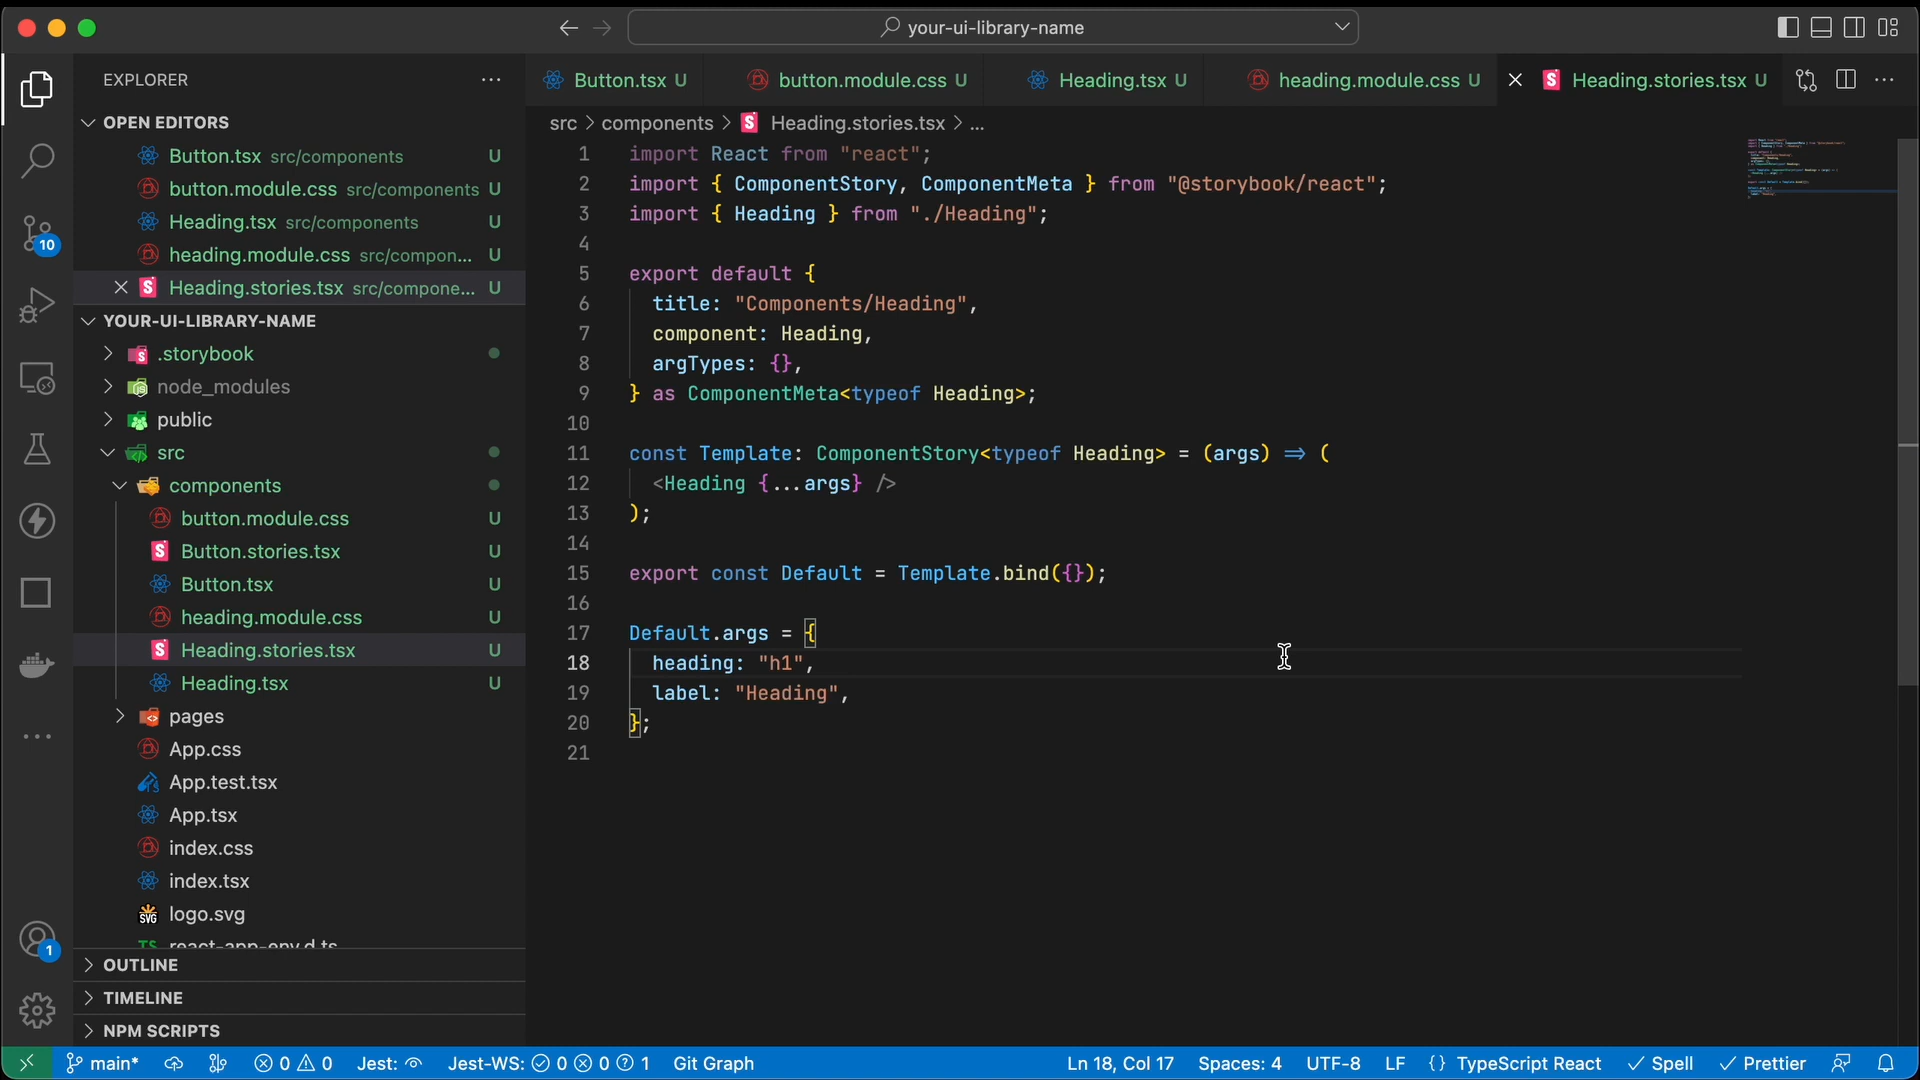 your-ui-library-name
EXPLORER
OPEN EDITORS
Button.tsx src/components U
button.module.css src/components U
Heading.tsx src/components U
heading.module.css src/compon... U
Heading.stories.tsx src/compone... U
YOUR-UI-LIBRARY-NAME
.storybook
node_modules
public
src
components
button.module.css U
Button.stories.tsx U
Button.tsx U
heading.module.css U
Heading.stories.tsx U
Heading.tsx U
pages
App.css
App.test.tsx
App.tsx
index.css
index.tsx
logo.svg
TS react-app-env.d.ts
OUTLINE
TIMELINE
NPM SCRIPTS
10
1
Button.tsx U button.module.css U Heading.tsx U heading.module.css U Heading.stories.tsx U
src > components > Heading.stories.tsx > ...
1 import React from "react";
2 import { ComponentStory, ComponentMeta } from "@storybook/react";
3 import { Heading } from "./Heading";
4
5 export default {
6 title: "Components/Heading",
7 component: Heading,
8 argTypes: {},
9 } as ComponentMeta<typeof Heading>;
10
11 const Template: ComponentStory<typeof Heading> = (args) => (
12 <Heading {...args} />
13 );
14
15 export const Default = Template.bind({});
16
17 Default.args = {
18 heading: "h1",
19 label: "Heading",
20 };
21
main* 0 0 Jest: Jest-WS: 0 0 1 Git Graph Ln 18, Col 17 Spaces: 4 UTF-8 LF {} TypeScript React Spell Prettier